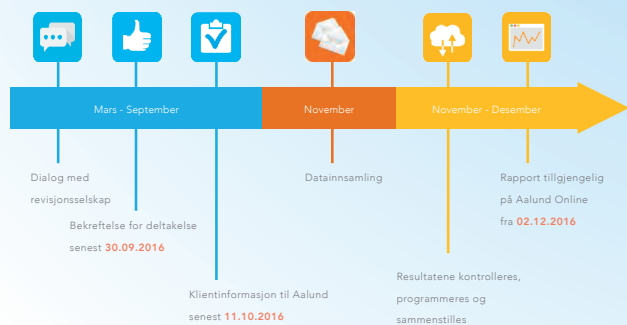 Mars - September
November
November - Desember
Dialog med
revisjonsselskap
Bekreftelse for deltakelse
senest 30.09.2016
Klientinformasjon til Aalund
senest 11.10.2016
Datainnsamling
Resultatene kontrolleres,
programmeres og
sammenstilles
Rapport tillgjengelig
på Aalund Online
fra 02.12.2016